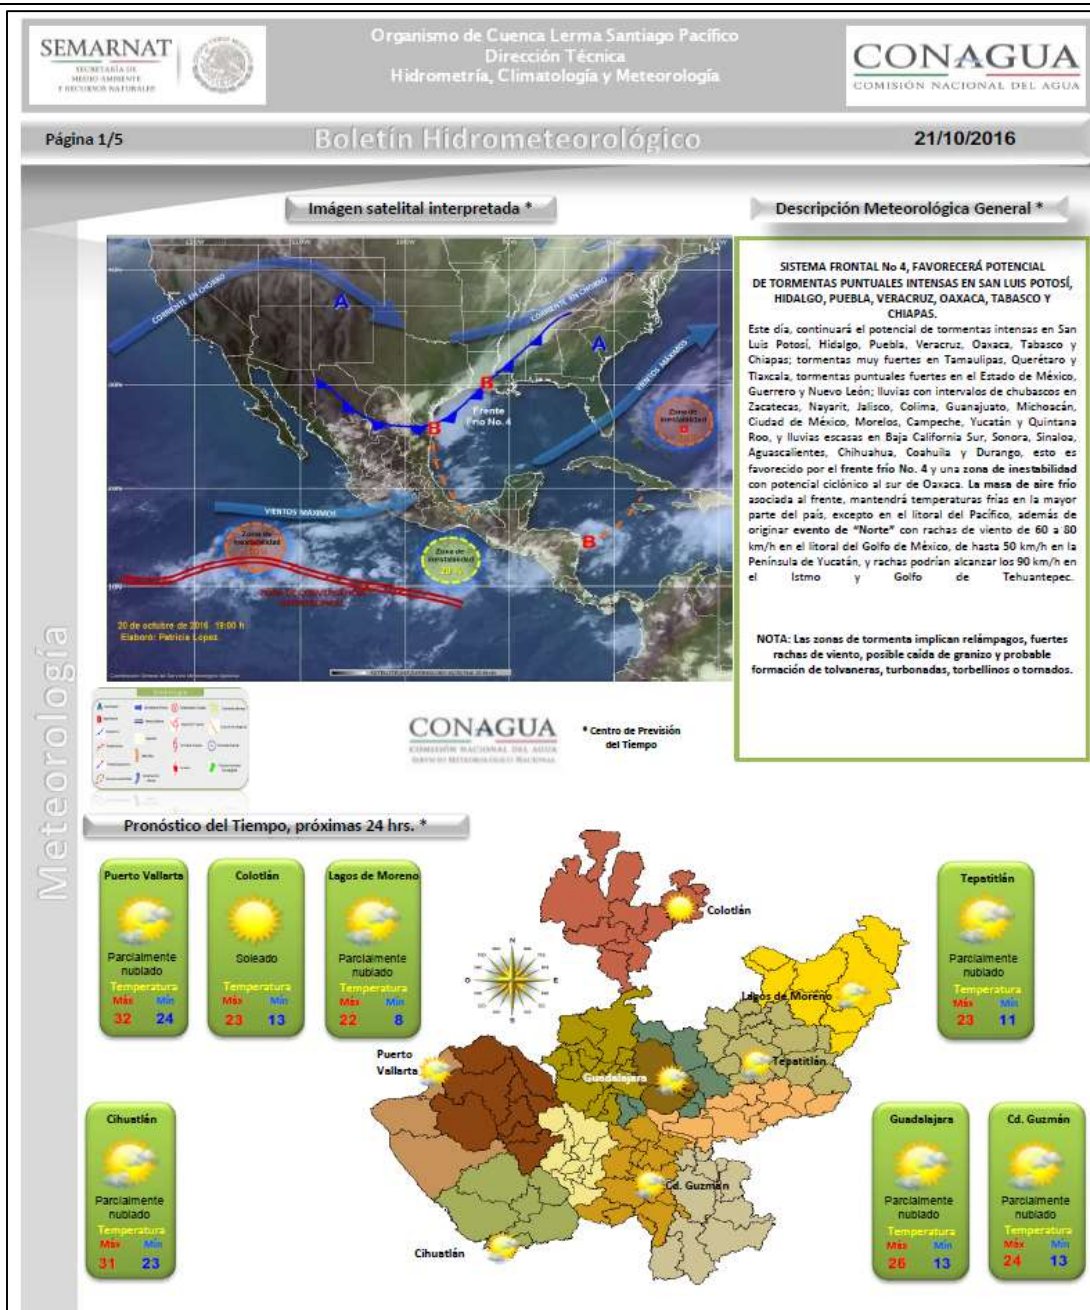 SEMARNAT
SECRETARÍA DE
MEDIO AMBIENTE
Y RECURSOS NATURALES
Organismo de Cuenca Lerma Santiago Pacífico
Dirección Técnica
Hidrometría, Climatología y Meteorología
CONAGUA
COMISIÓN NACIONAL DEL AGUA
Página 1/5
Boletín Hidrometeorológico
21/10/2016
Imágen satelital interpretada *
Descripción Meteorológica General *
CORRIENTE EN CHORRO
CORRIENTE EN CHORRO
A
A
VIENTOS MÁXIMOS
B
Frente
Frío No. 4
B
Zona de
inestabilidad
VIENTOS MÁXIMOS
Zona de
inestabilidad
Zona de
inestabilidad
20 %
B
20 de octubre de 2016 19:00 h
Elaboró: Patricia López
SISTEMA FRONTAL No 4, FAVORECERÁ POTENCIAL
DE TORMENTAS PUNTUALES INTENSAS EN SAN LUIS POTOSÍ,
HIDALGO, PUEBLA, VERACRUZ, OAXACA, TABASCO Y
CHIAPAS.
Este día, continuará el potencial de tormentas intensas en San
Luis Potosí, Hidalgo, Puebla, Veracruz, Oaxaca, Tabasco y
Chiapas; tormentas muy fuertes en Tamaulipas, Querétaro y
Tlaxcala, tormentas puntuales fuertes en el Estado de México,
Guerrero y Nuevo León; lluvias con intervalos de chubascos en
Zacatecas, Nayarit, Jalisco, Colima, Guanajuato, Michoacán,
Ciudad de México, Morelos, Campeche, Yucatán y Quintana
Roo, y lluvias escasas en Baja California Sur, Sonora, Sinaloa,
Aguascalientes, Chihuahua, Coahuila y Durango, esto es
favorecido por el frente frío No. 4 y una zona de inestabilidad
con potencial ciclónico al sur de Oaxaca. La masa de aire frío
asociada al frente, mantendrá temperaturas frías en la mayor
parte del país, excepto en el litoral del Pacífico, además de
originar evento de “Norte” con rachas de viento de 60 a 80
km/h en el litoral del Golfo de México, de hasta 50 km/h en la
Península de Yucatán, y rachas podrían alcanzar los 90 km/h en
el Istmo y Golfo de Tehuantepec.
NOTA: Las zonas de tormenta implican relámpagos, fuertes
rachas de viento, posible caída de granizo y probable
formación de tolvaneras, turbonadas, torbellinos o tornados.
CONAGUA
COMISIÓN NACIONAL DEL AGUA
SERVICIO METEOROLÓGICO NACIONAL
* Centro de Previsión
del Tiempo
Meteorología
Pronóstico del Tiempo, próximas 24 hrs. *
Puerto Vallarta
Parcialmente
nublado
Temperatura
Máx Mín
32 24
Colotlán
Soleado
Temperatura
Máx Mín
23 13
Lagos de Moreno
Parcialmente
nublado
Temperatura
Máx Mín
22 8
Tepatitlán
Parcialmente
nublado
Temperatura
Máx Mín
23 11
Colotlán
N
O
E
S
Lagos de Moreno
Puerto
Vallarta
Guadalajara
Tepatitlán
Cd. Guzmán
Cihuatlán
Cihuatlán
Parcialmente
nublado
Temperatura
Máx Mín
31 23
Guadalajara
Parcialmente
nublado
Temperatura
Máx Mín
26 13
Cd. Guzmán
Parcialmente
nublado
Temperatura
Máx Mín
24 13